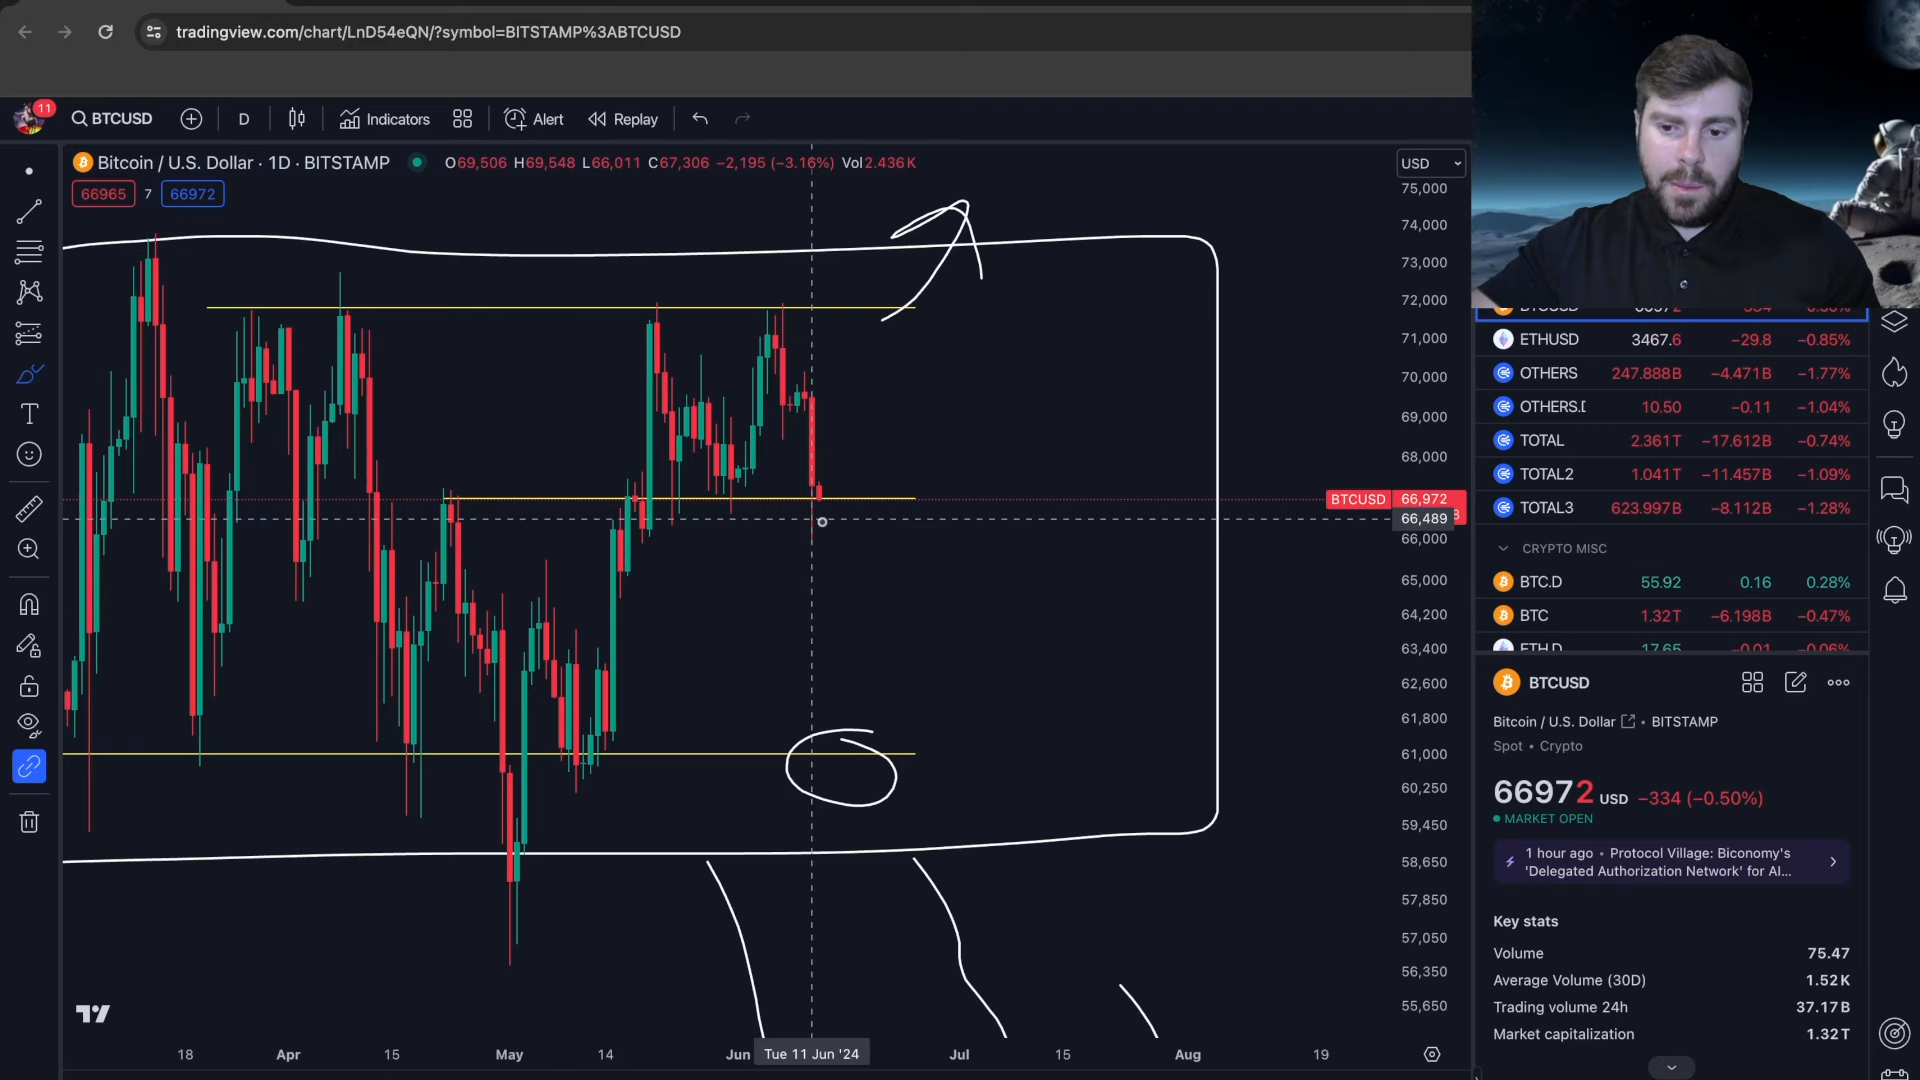 tradingview.com/chart/LnD54eQN/?symbol=BITSTAMP%3ABTCUSD
11
BTCUSD
D
Indicators
Alert
Replay
Bitcoin / U.S. Dollar · 1D · BITSTAMP
O69,506 H69,548 L66,011 C67,306 −2,195 (−3.16%) Vol2.436K
66965 7 66972
USD
75,000
74,000
73,000
72,000
71,000
70,000
69,000
68,000
BTCUSD 66,972
66,489
66,000
65,000
64,200
63,400
62,600
61,800
61,000
60,250
59,450
58,650
57,850
57,050
56,350
55,650
18 Apr 15 May 14 Jun Tue 11 Jun '24 Jul 15 Aug 19
ETHUSD 3467.6 −29.8 −0.85%
OTHERS 247.888B −4.471B −1.77%
OTHERS.D 10.50 −0.11 −1.04%
TOTAL 2.361T −17.612B −0.74%
TOTAL2 1.041T −11.457B −1.09%
TOTAL3 623.997B −8.112B −1.28%
CRYPTO MISC
BTC.D 55.92 0.16 0.28%
BTC 1.32T −6.198B −0.47%
ETH.D 17.65 −0.01 −0.06%
BTCUSD
Bitcoin / U.S. Dollar • BITSTAMP
Spot • Crypto
66972 USD −334 (−0.50%)
MARKET OPEN
1 hour ago • Protocol Village: Biconomy's
'Delegated Authorization Network' for AI...
Key stats
Volume 75.47
Average Volume (30D) 1.52K
Trading volume 24h 37.17B
Market capitalization 1.32T